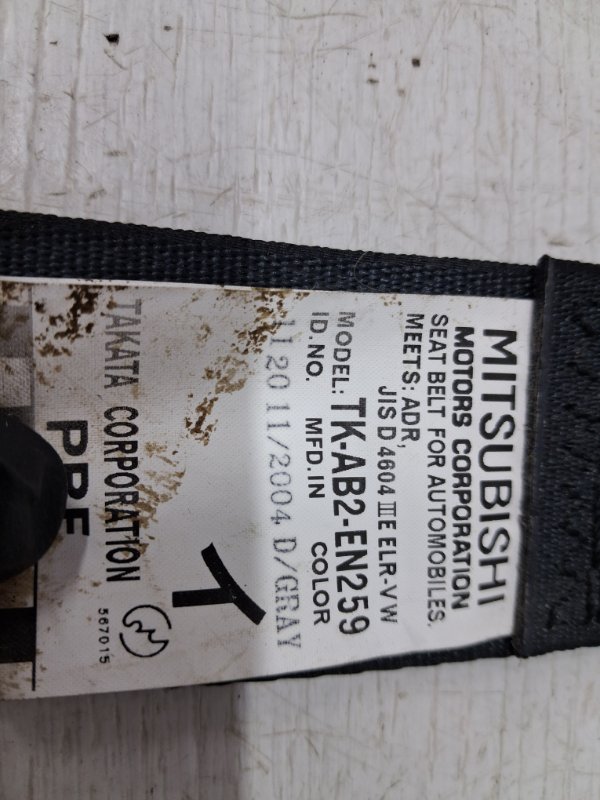 MITSUBISHI
MOTORS CORPORATION
SEAT BELT FOR AUTOMOBILES.
MEETS: ADR,
JIS D 4604 ⅢE ELR-VW
MODEL: TK-AB2-EN259
ID.NO. MFD.IN COLOR
1120 11/2004 D/GRAY
T
TAKATA CORPORATION
567015